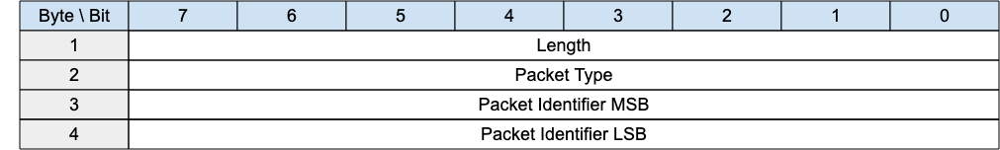 Byte \ Bit 7 6 5 4 3 2 1 0
1 Length
2 Packet Type
3 Packet Identifier MSB
4 Packet Identifier LSB